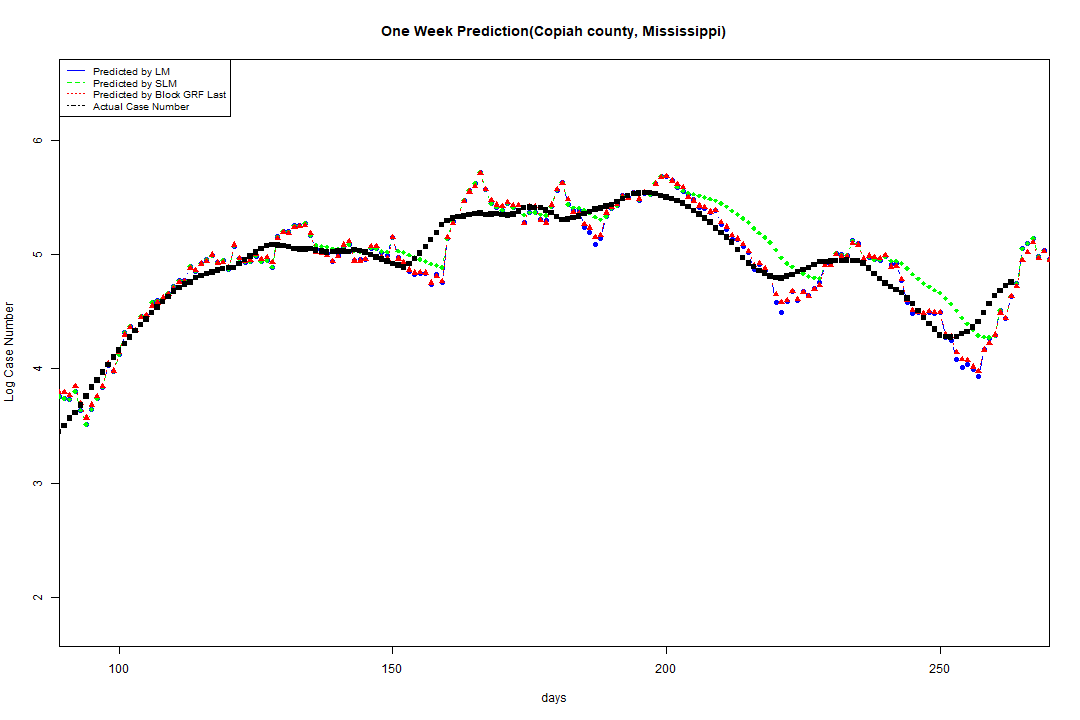 One Week Prediction(Copiah county, Mississippi)
Predicted by LM
Predicted by SLM
Predicted by Block GRF Last
Actual Case Number
6
5
4
3
2
Log Case Number
100 150 200 250
days